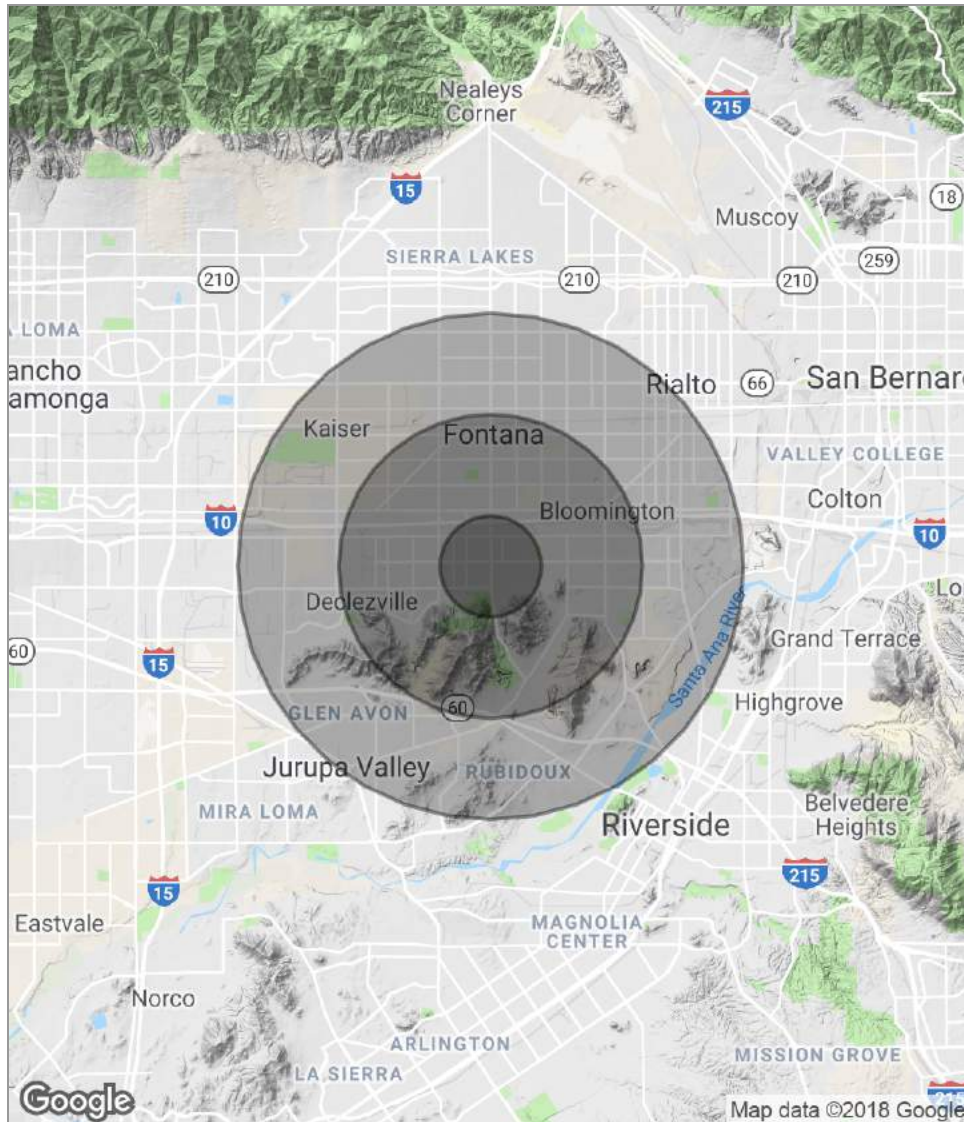 Nealeys
Corner
215
15
18
Muscoy
SIERRA LAKES
259
210
210
210
A LOMA
ancho
amonga
Rialto
66
San Bernar
Kaiser
Fontana
VALLEY COLLEGE
Colton
Bloomington
10
10
Deolezville
Lo
Grand Terrace
60
15
Santa Ana River
Highgrove
GLEN AVON
60
Jurupa Valley
RUBIDOUX
MIRA LOMA
Belvedere
Heights
Riverside
215
15
Eastvale
MAGNOLIA
CENTER
Norco
ARLINGTON
MISSION GROVE
LA SIERRA
215
Google
Map data ©2018 Google